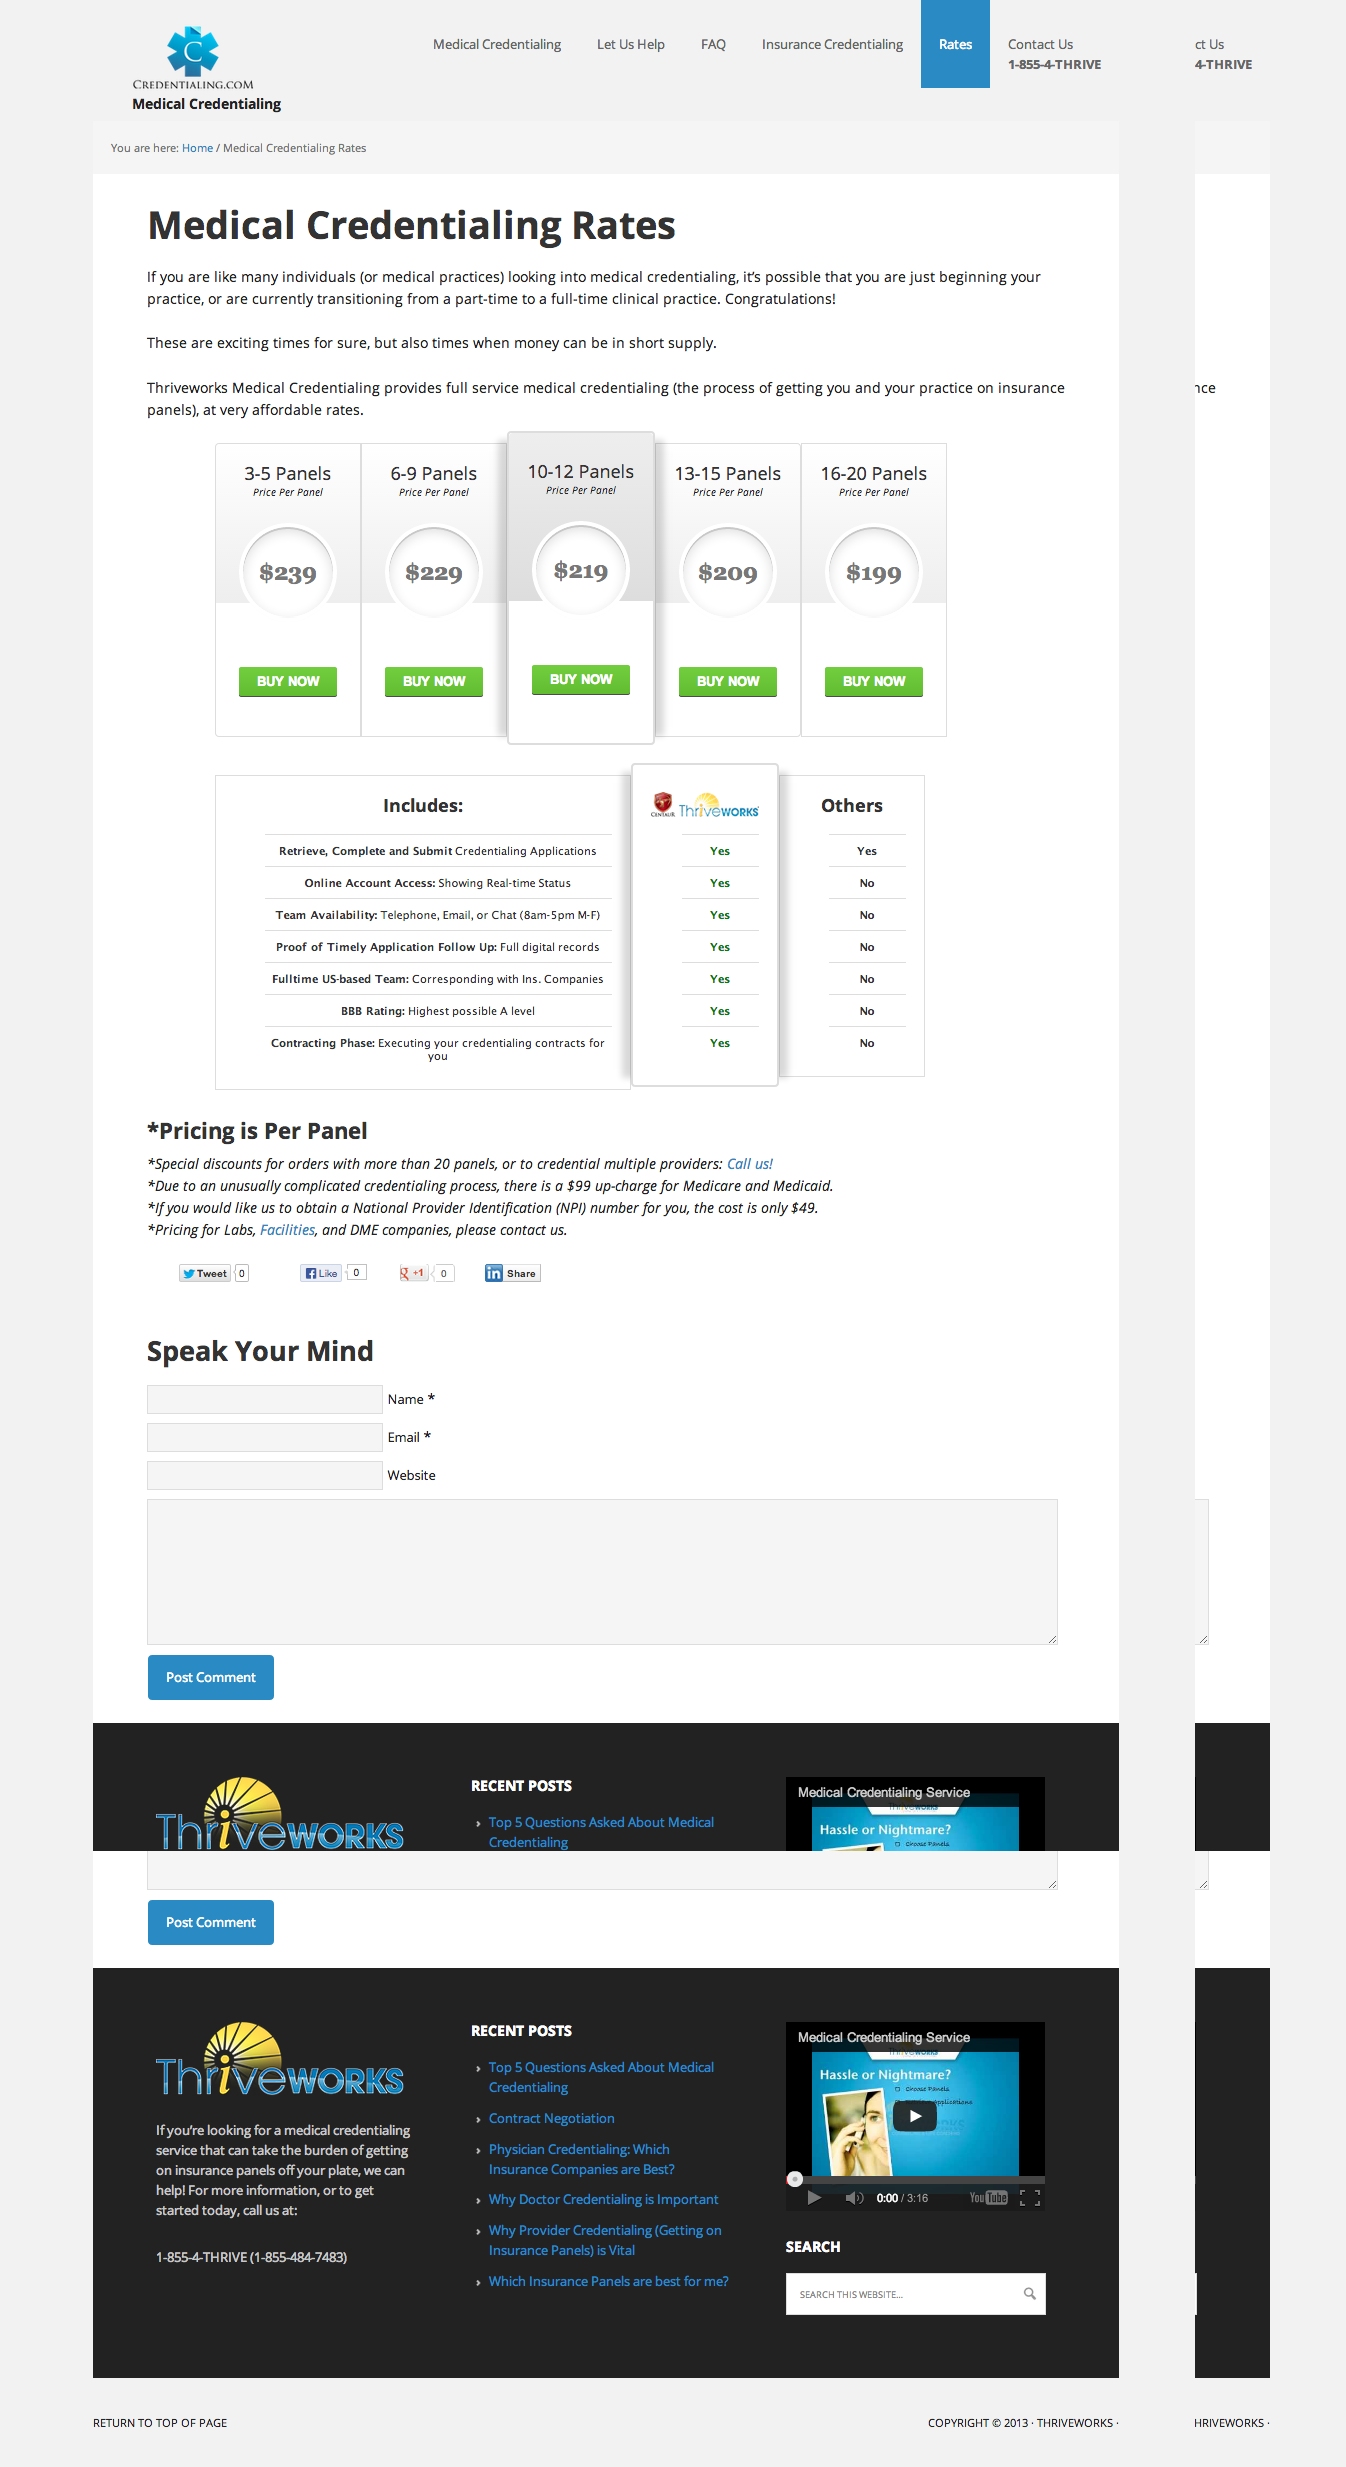 C
CREDENTIALING.COM
Medical Credentialing
Medical Credentialing
Let Us Help
FAQ
Insurance Credentialing
Rates
Contact Us
1-855-4-THRIVE
ct Us
4-THRIVE
You are here: Home / Medical Credentialing Rates
Medical Credentialing Rates
If you are like many individuals (or medical practices) looking into medical credentialing, it's possible that you are just beginning your
practice, or are currently transitioning from a part-time to a full-time clinical practice. Congratulations!
These are exciting times for sure, but also times when money can be in short supply.
Thriveworks Medical Credentialing provides full service medical credentialing (the process of getting you and your practice on insurance
nce
panels), at very affordable rates.
3-5 Panels
Price Per Panel
$239
BUY NOW
6-9 Panels
Price Per Panel
$229
BUY NOW
10-12 Panels
Price Per Panel
$219
BUY NOW
13-15 Panels
Price Per Panel
$209
BUY NOW
16-20 Panels
Price Per Panel
$199
BUY NOW
Includes:
CENTAUR
ThriveWORKS
Others
Retrieve, Complete and Submit Credentialing Applications
Yes
Yes
Online Account Access: Showing Real-time Status
Yes
No
Team Availability: Telephone, Email, or Chat (8am-5pm M-F)
Yes
No
Proof of Timely Application Follow Up: Full digital records
Yes
No
Fulltime US-based Team: Corresponding with Ins. Companies
Yes
No
BBB Rating: Highest possible A level
Yes
No
Contracting Phase: Executing your credentialing contracts for
you
Yes
No
*Pricing is Per Panel
*Special discounts for orders with more than 20 panels, or to credential multiple providers: Call us!
*Due to an unusually complicated credentialing process, there is a $99 up-charge for Medicare and Medicaid.
*If you would like us to obtain a National Provider Identification (NPI) number for you, the cost is only $49.
*Pricing for Labs, Facilities, and DME companies, please contact us.
Tweet 0
Like 0
g +1 0
in Share
Speak Your Mind
Name *
Email *
Website
Post Comment
ThriveWORKS
RECENT POSTS
Top 5 Questions Asked About Medical
Credentialing
Medical Credentialing Service
ThriveWORKS
Hassle or Nightmare?
Choose Panels
Post Comment
ThriveWORKS
If you're looking for a medical credentialing
service that can take the burden of getting
on insurance panels off your plate, we can
help! For more information, or to get
started today, call us at:
1-855-4-THRIVE (1-855-484-7483)
RECENT POSTS
Top 5 Questions Asked About Medical
Credentialing
Contract Negotiation
Physician Credentialing: Which
Insurance Companies are Best?
Why Doctor Credentialing is Important
Why Provider Credentialing (Getting on
Insurance Panels) is Vital
Which Insurance Panels are best for me?
Medical Credentialing Service
ThriveWORKS
Hassle or Nightmare?
Choose Panels
Applications
0:00 / 3:16
YouTube
SEARCH
SEARCH THIS WEBSITE...
RETURN TO TOP OF PAGE
COPYRIGHT © 2013 · THRIVEWORKS ·
HRIVEWORKS ·